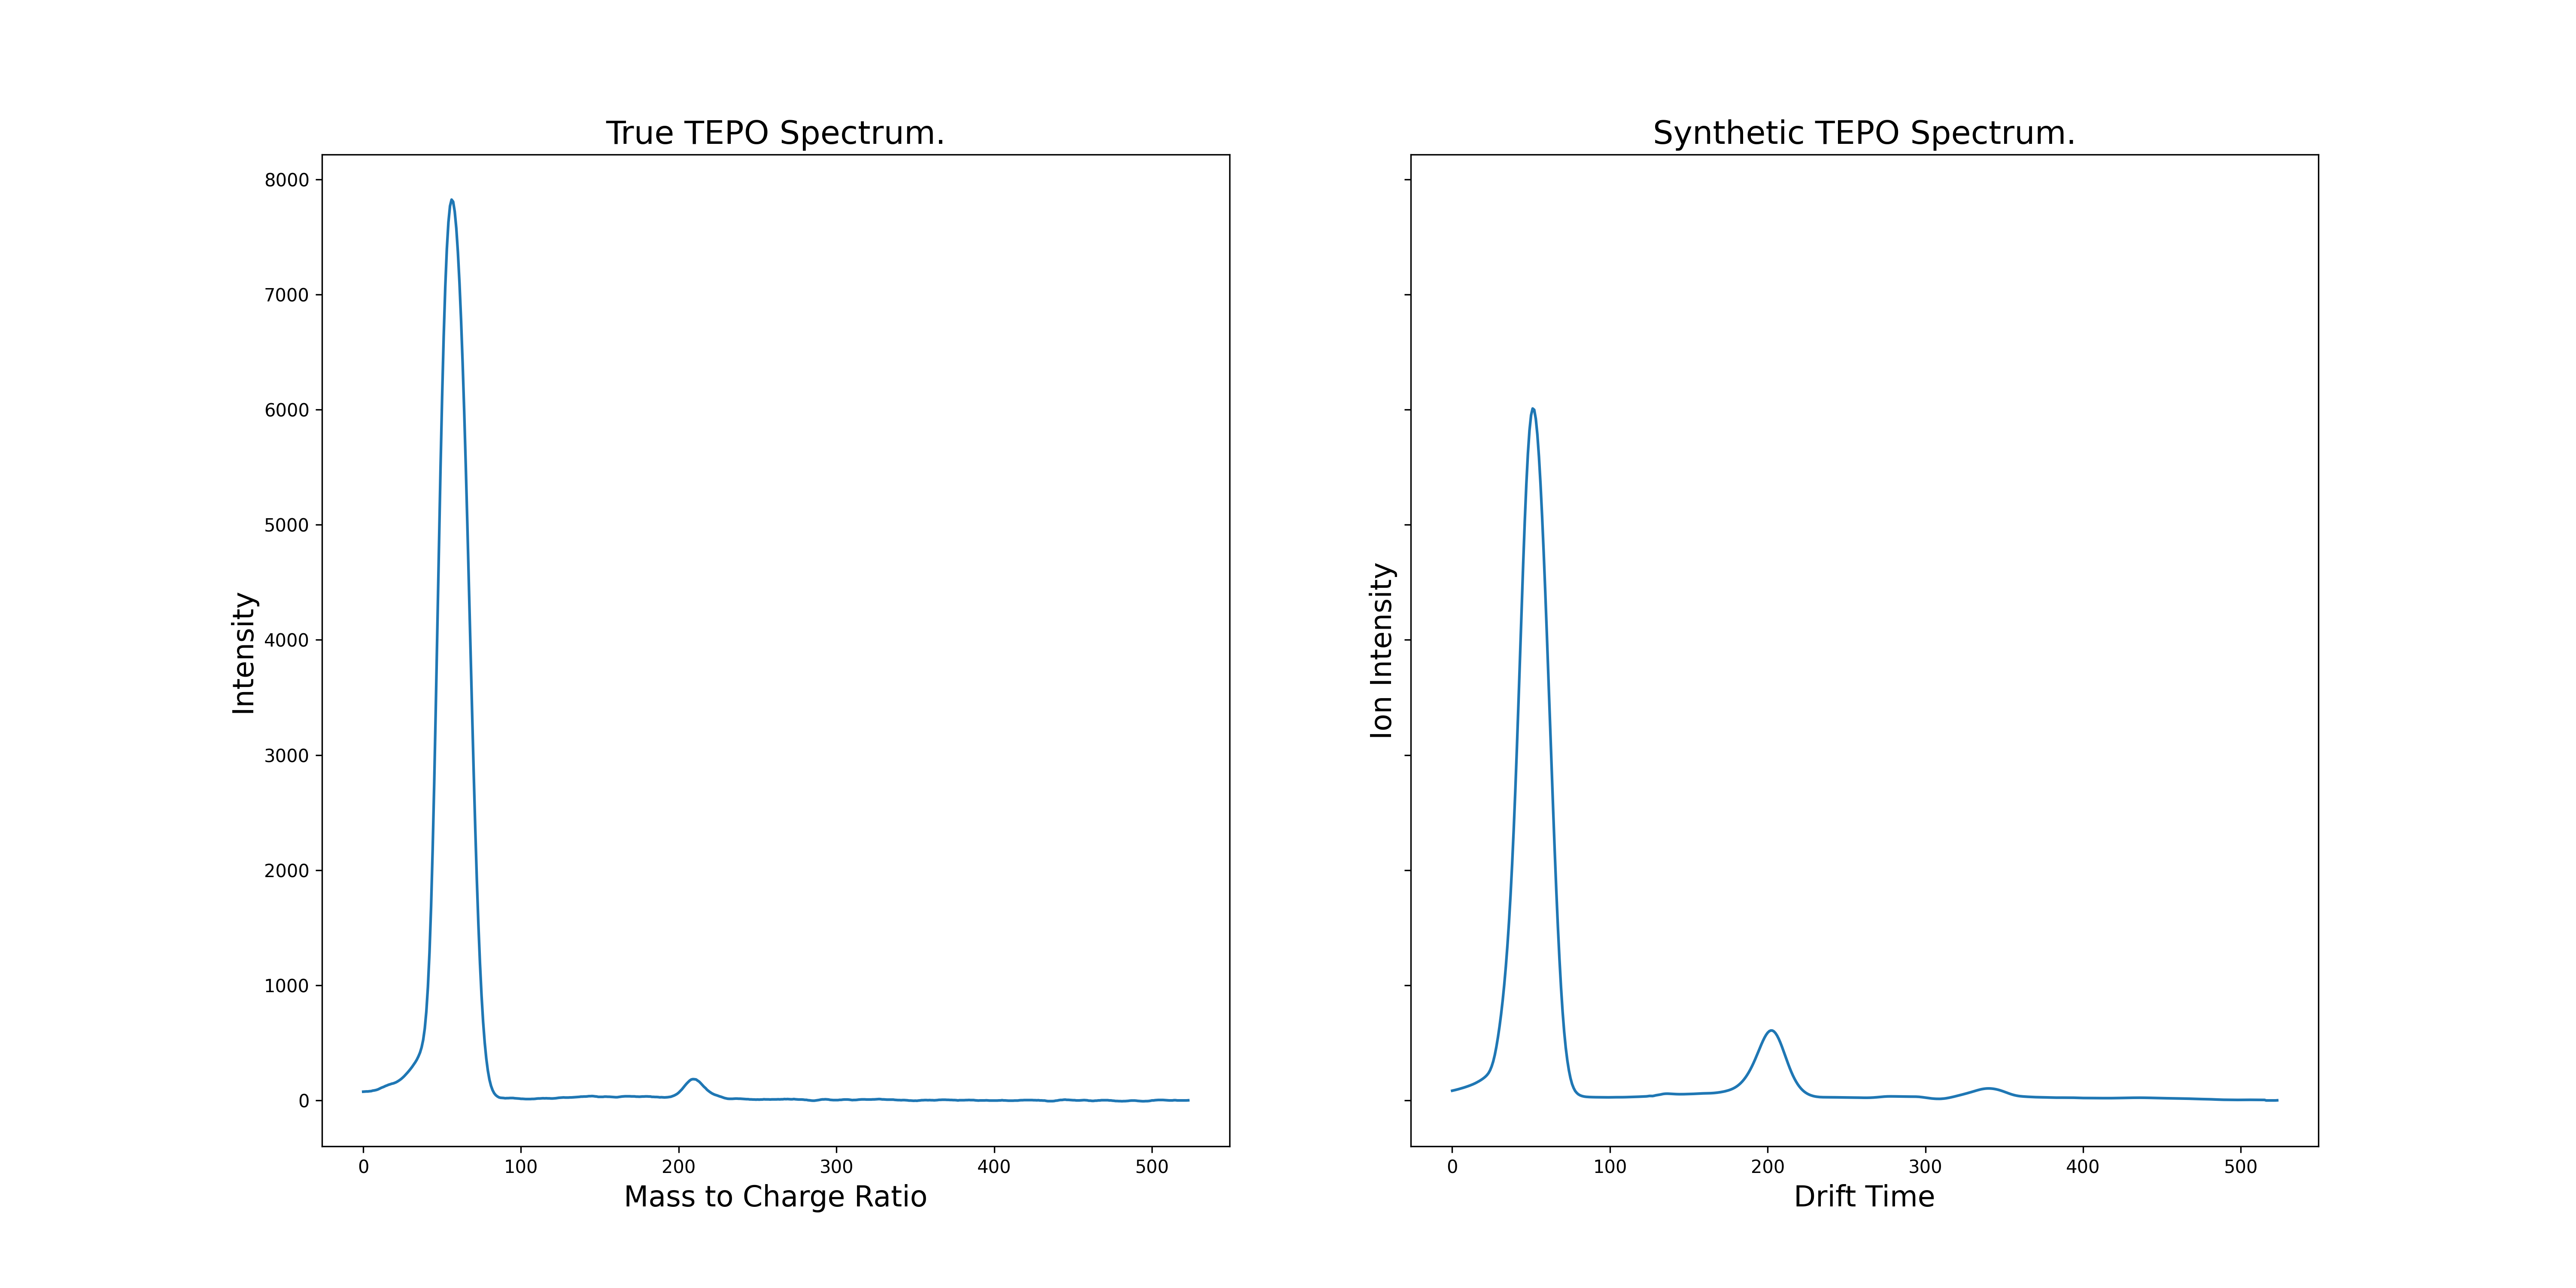 True TEPO Spectrum.
8000
7000
6000
5000
4000
3000
2000
1000
0
Intensity
0 100 200 300 400 500
Mass to Charge Ratio
Synthetic TEPO Spectrum.
Ion Intensity
0 100 200 300 400 500
Drift Time